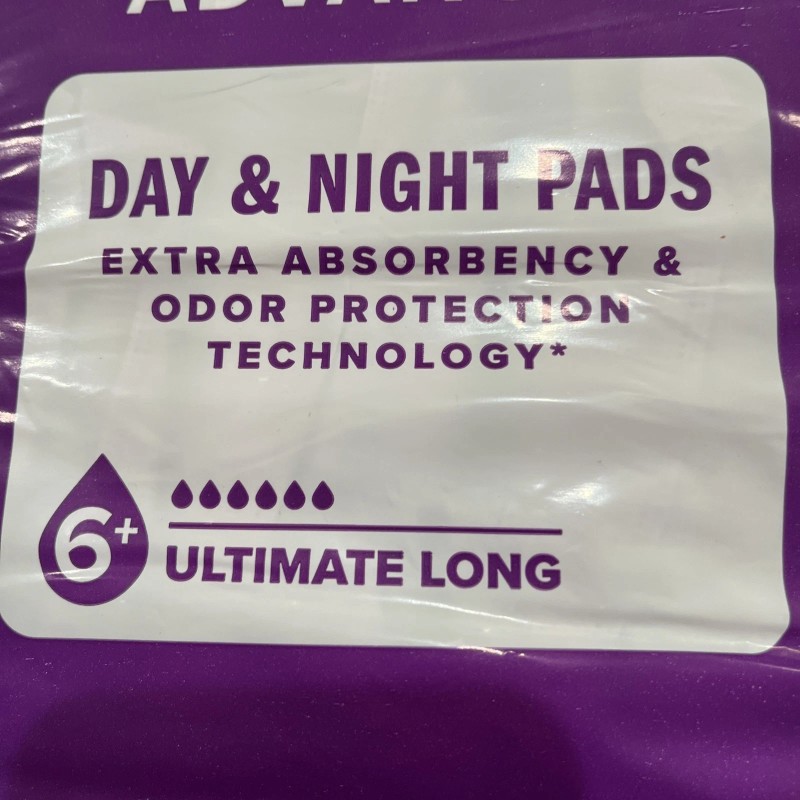 DAY & NIGHT PADS
EXTRA ABSORBENCY &
ODOR PROTECTION
TECHNOLOGY*
6+
ULTIMATE LONG